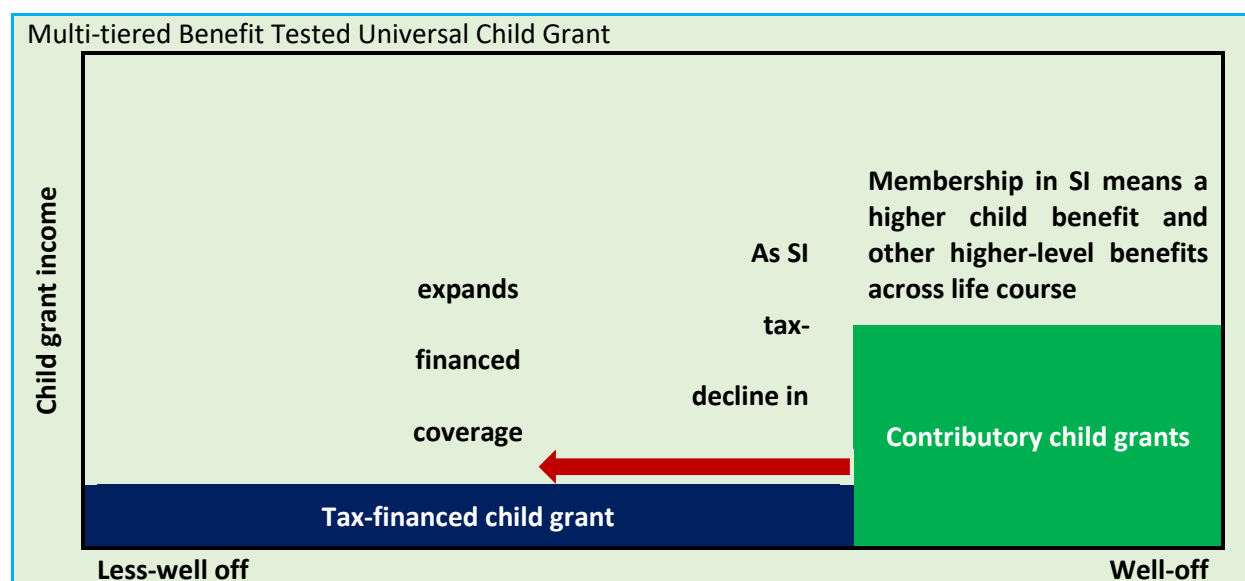 Multi-tiered Benefit Tested Universal Child Grant
Child grant income
As SI
expands
tax-
financed
decline in
coverage
Membership in SI means a
higher child benefit and
other higher-level benefits
across life course
Contributory child grants
Tax-financed child grant
Less-well off
Well-off